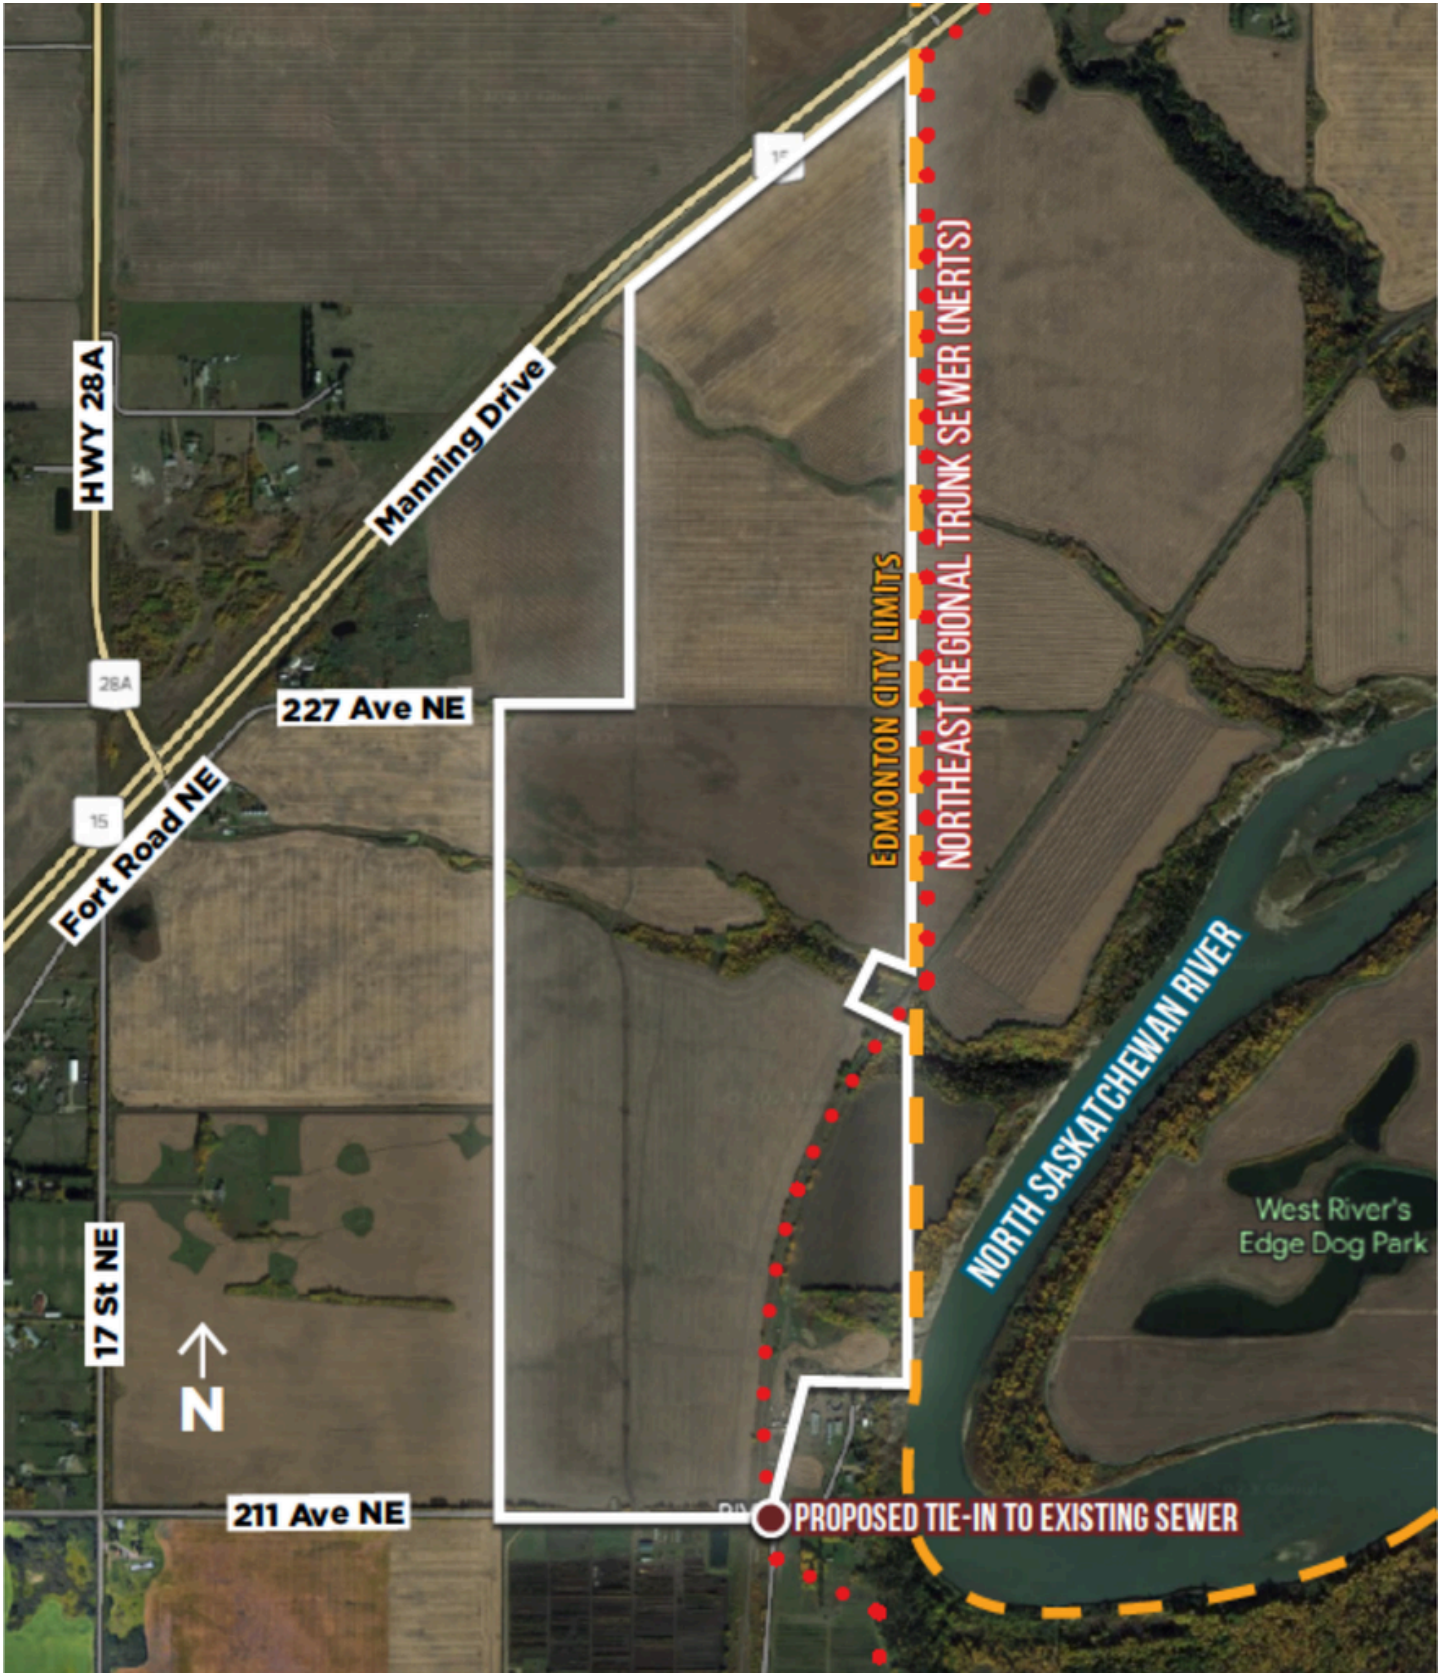 15
HWY 28A
Manning Drive
NORTHEAST REGIONAL TRUNK SEWER (NERTS)
EDMONTON CITY LIMITS
28A
227 Ave NE
15
Fort Road NE
NORTH SASKATCHEWAN RIVER
West River's
Edge Dog Park
17 St NE
N
211 Ave NE
PROPOSED TIE-IN TO EXISTING SEWER